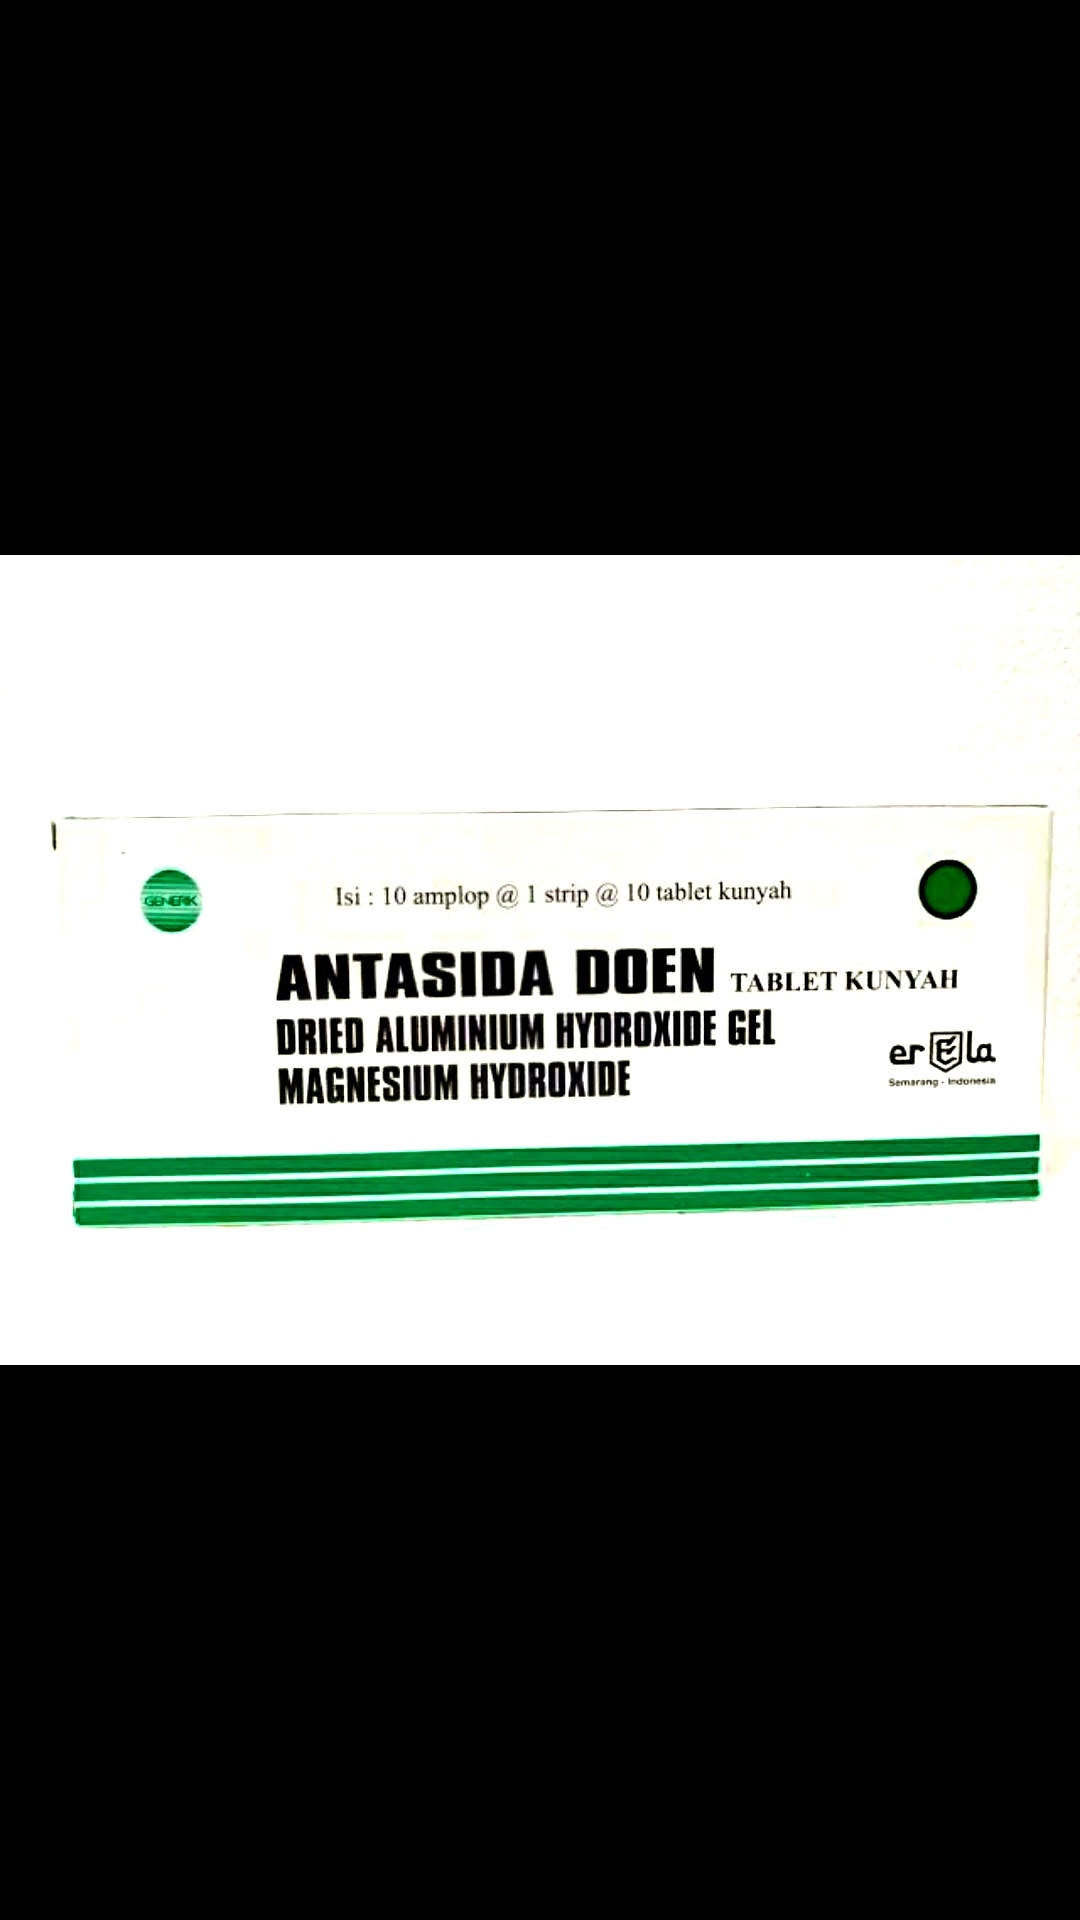 GENERIK
Isi : 10 amplop @ 1 strip @ 10 tablet kunyah
ANTASIDA DOEN TABLET KUNYAH
DRIED ALUMINIUM HYDROXIDE GEL
MAGNESIUM HYDROXIDE
erEla
Semarang - Indonesia